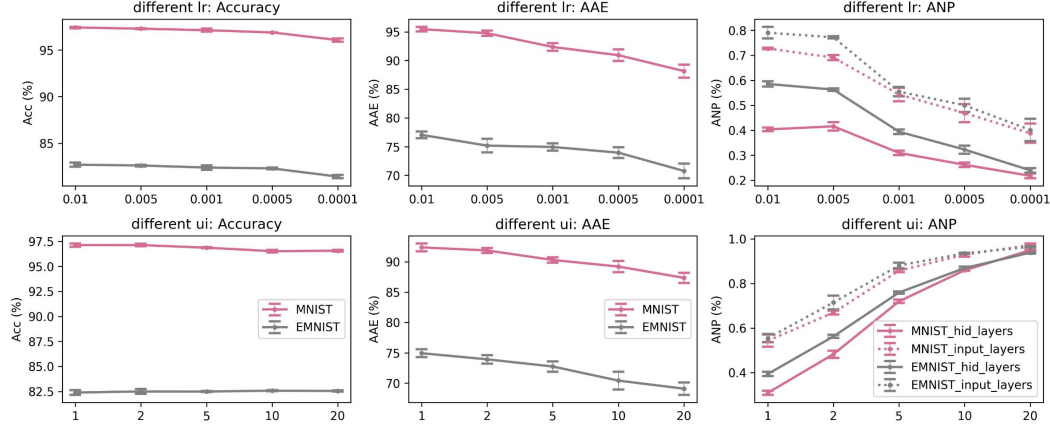 different lr: Accuracy
Acc (%)
95
85
0.01 0.005 0.001 0.0005 0.0001
different lr: AAE
AAE (%)
95
90
85
80
75
70
0.01 0.005 0.001 0.0005 0.0001
different lr: ANP
ANP (%)
0.8
0.7
0.6
0.5
0.4
0.3
0.2
0.01 0.005 0.001 0.0005 0.0001
different ui: Accuracy
Acc (%)
97.5
95.0
92.5
90.0
87.5
85.0
82.5
MNIST
EMNIST
1 2 5 10 20
different ui: AAE
AAE (%)
90
85
80
75
70
MNIST
EMNIST
1 2 5 10 20
different ui: ANP
ANP (%)
1.0
0.8
0.6
0.4
MNIST_hid_layers
MNIST_input_layers
EMNIST_hid_layers
EMNIST_input_layers
1 2 5 10 20